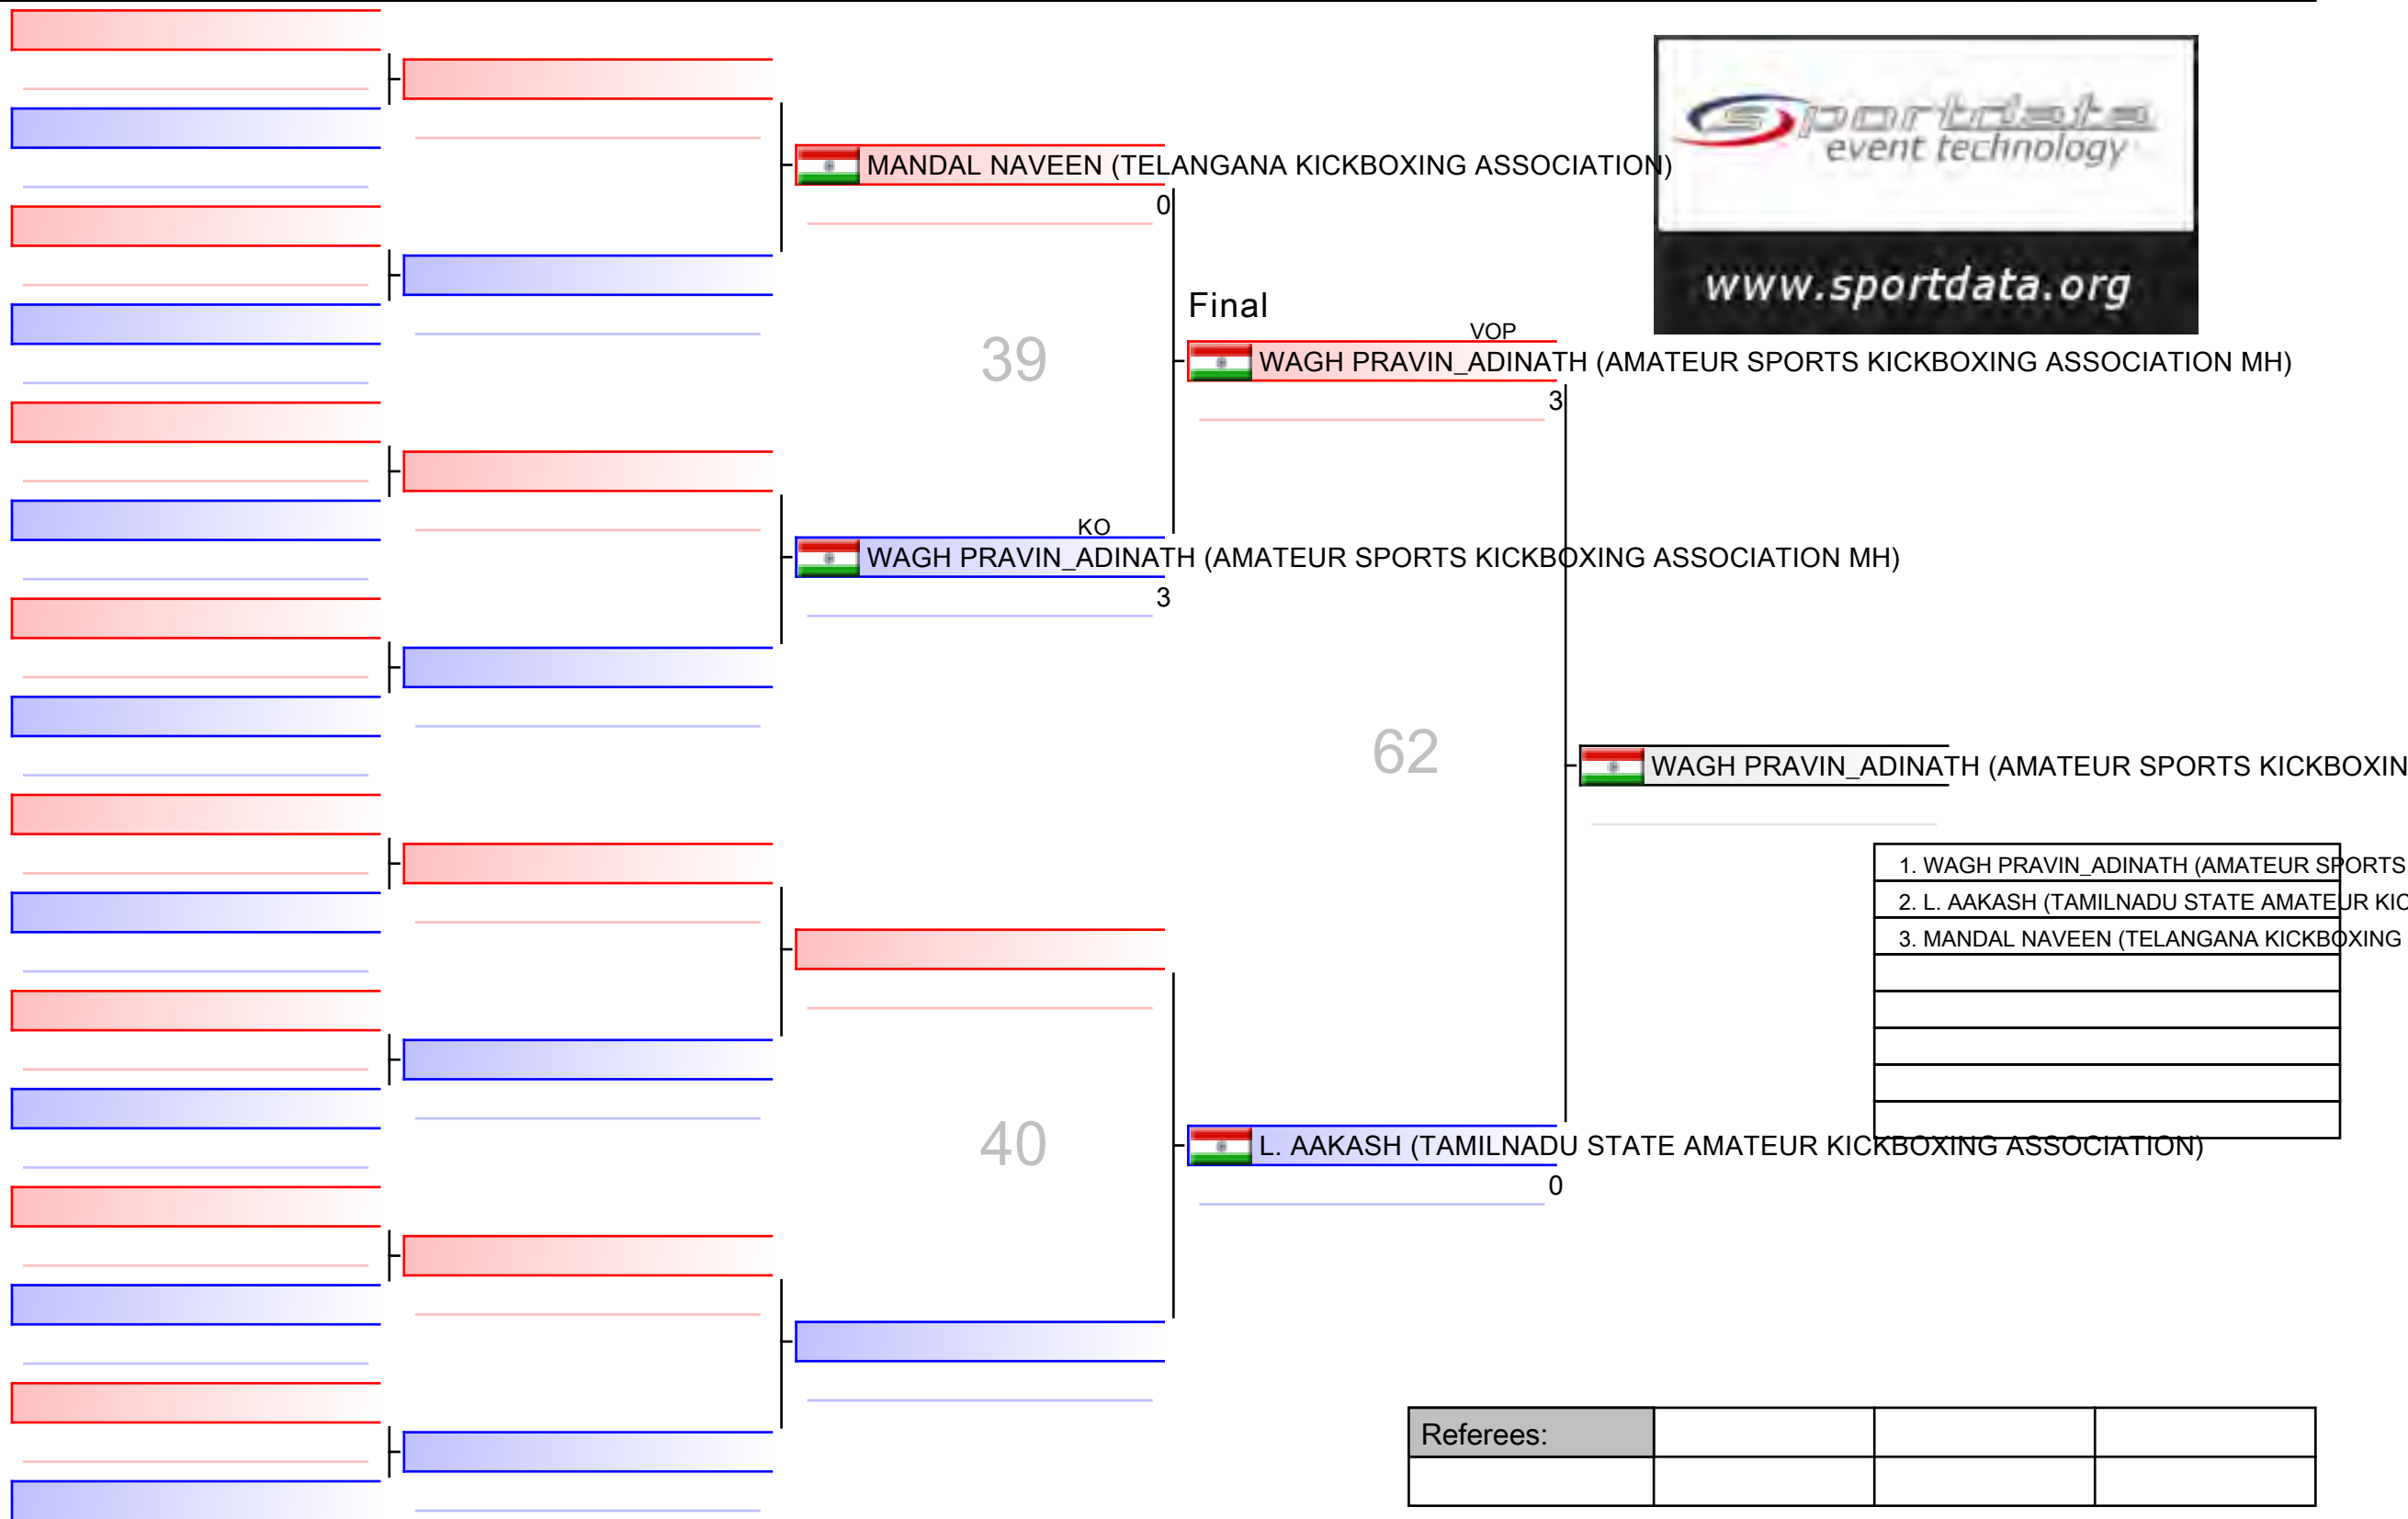 sportdata
event technology
www.sportdata.org
MANDAL NAVEEN (TELANGANA KICKBOXING ASSOCIATION)
0
Final
VOP
39
WAGH PRAVIN_ADINATH (AMATEUR SPORTS KICKBOXING ASSOCIATION MH)
3
KO
WAGH PRAVIN_ADINATH (AMATEUR SPORTS KICKBOXING ASSOCIATION MH)
3
62
WAGH PRAVIN_ADINATH (AMATEUR SPORTS KICKBOXIN
1. WAGH PRAVIN_ADINATH (AMATEUR SPORTS
2. L. AAKASH (TAMILNADU STATE AMATEUR KIC
3. MANDAL NAVEEN (TELANGANA KICKBOXING
40
L. AAKASH (TAMILNADU STATE AMATEUR KICKBOXING ASSOCIATION)
0
Referees: